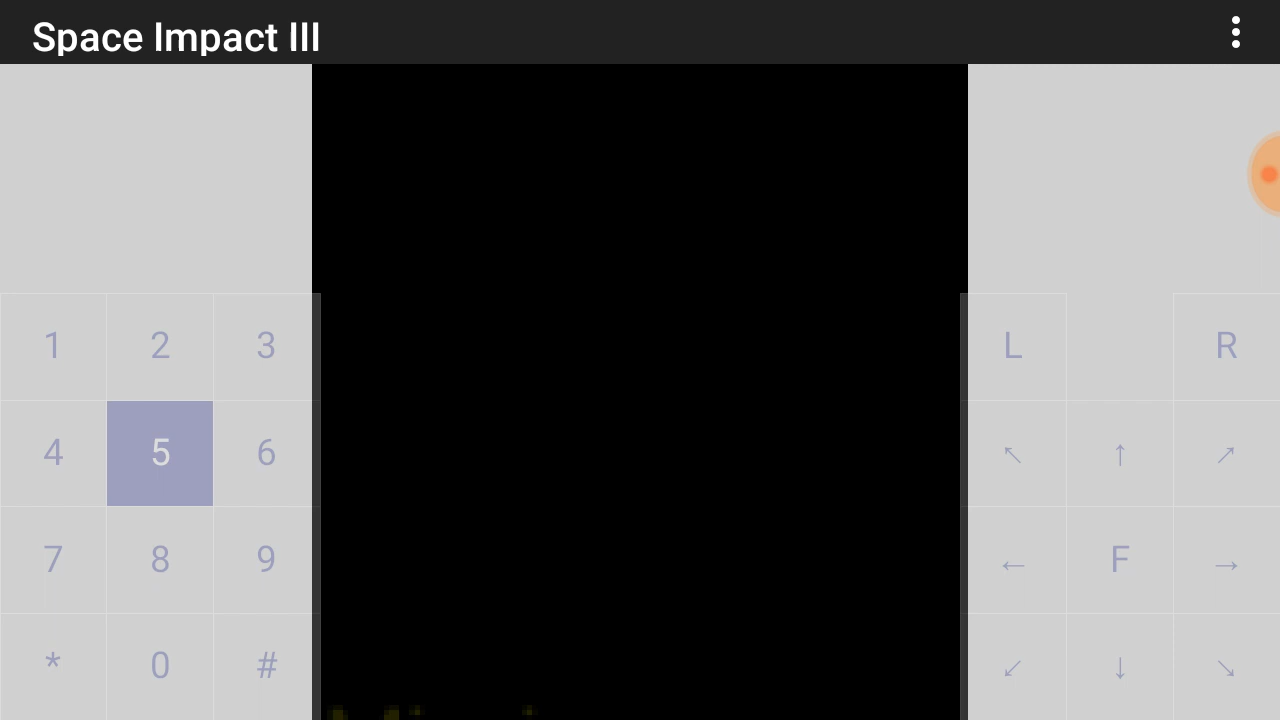 Space Impact III
1 2 3 L R
4 5 6 ↖ ↑ ↗
7 8 9 ← F →
* 0 # ↙ ↓ ↘